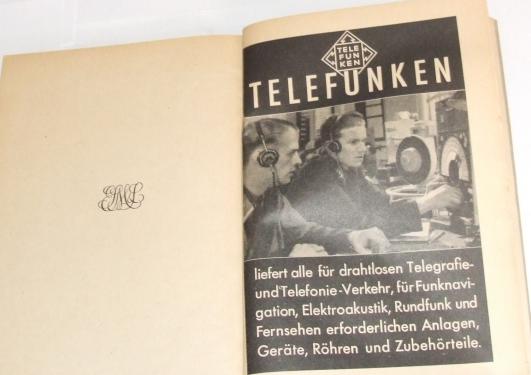 TELE
FUN
KEN
TELEFUNKEN
liefert alle für drahtlosen Telegrafie-
und Telefonie-Verkehr, für Funknavi-
gation, Elektroakustik, Rundfunk und
Fernsehen erforderlichen Anlagen,
Geräte, Röhren und Zubehörteile.